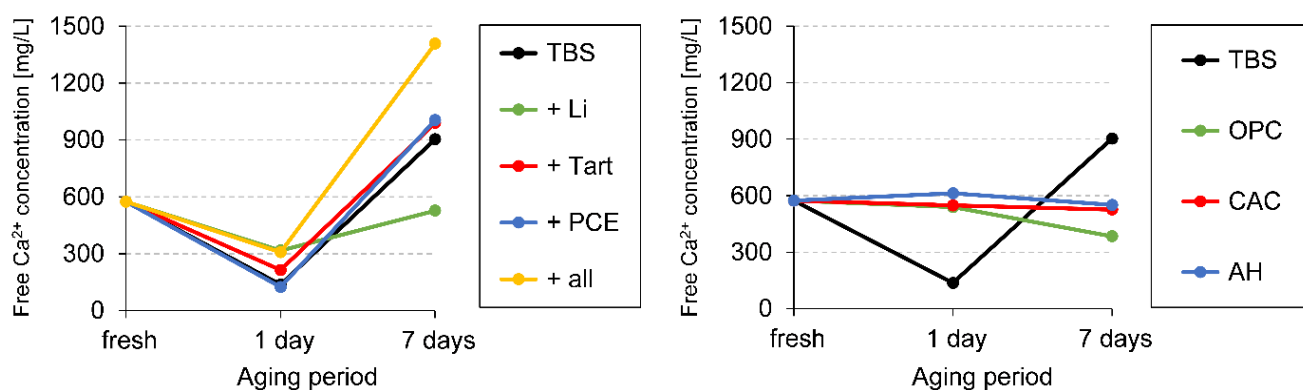 Free Ca²⁺ concentration [mg/L]
1500
1200
900
600
300
0
fresh
1 day
7 days
Aging period
TBS
+ Li
+ Tart
+ PCE
+ all
Free Ca²⁺ concentration [mg/L]
1500
1200
900
600
300
0
fresh
1 day
7 days
Aging period
TBS
OPC
CAC
AH